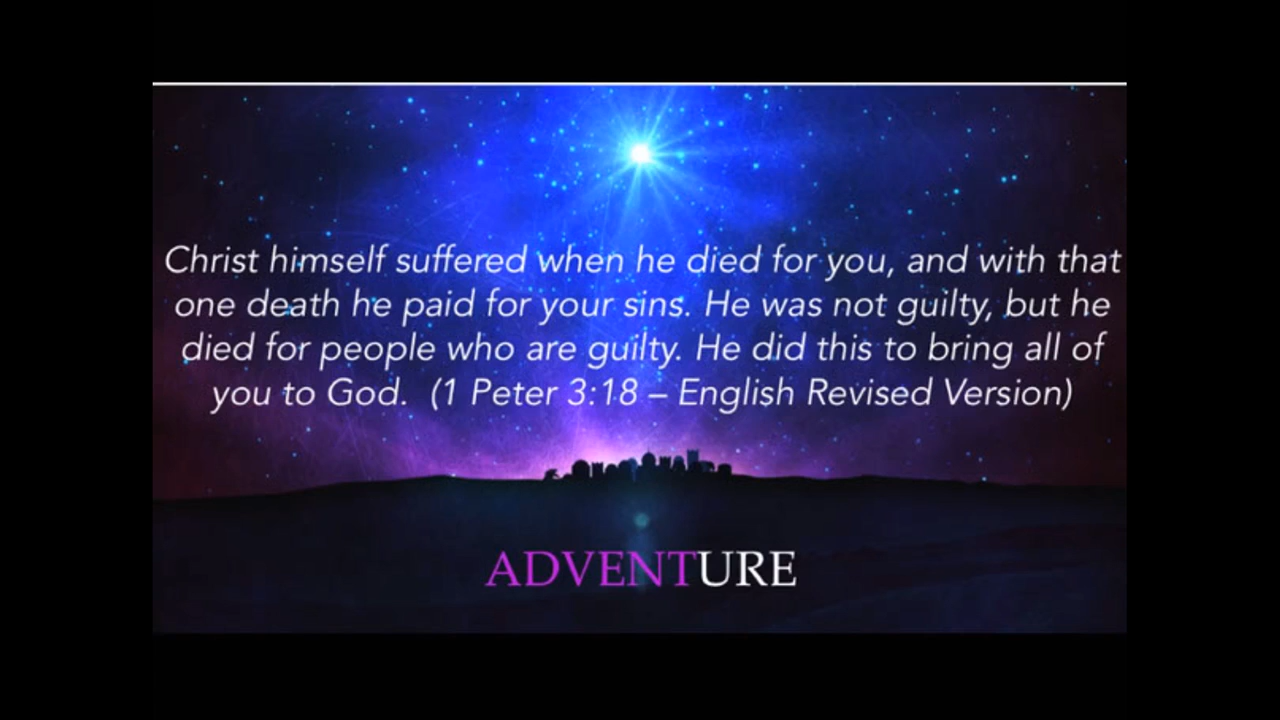 Christ himself suffered when he died for you, and with that
one death he paid for your sins. He was not guilty, but he
died for people who are guilty. He did this to bring all of
you to God. (1 Peter 3:18 – English Revised Version)
ADVENTURE